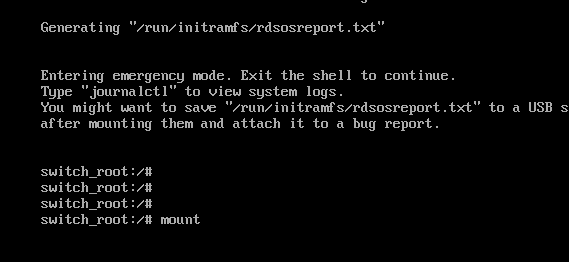 Generating "/run/initramfs/rdsosreport.txt"
Entering emergency mode. Exit the shell to continue.
Type "journalctl" to view system logs.
You might want to save "/run/initramfs/rdsosreport.txt" to a USB s
after mounting them and attach it to a bug report.
switch_root:/#
switch_root:/#
switch_root:/#
switch_root:/# mount